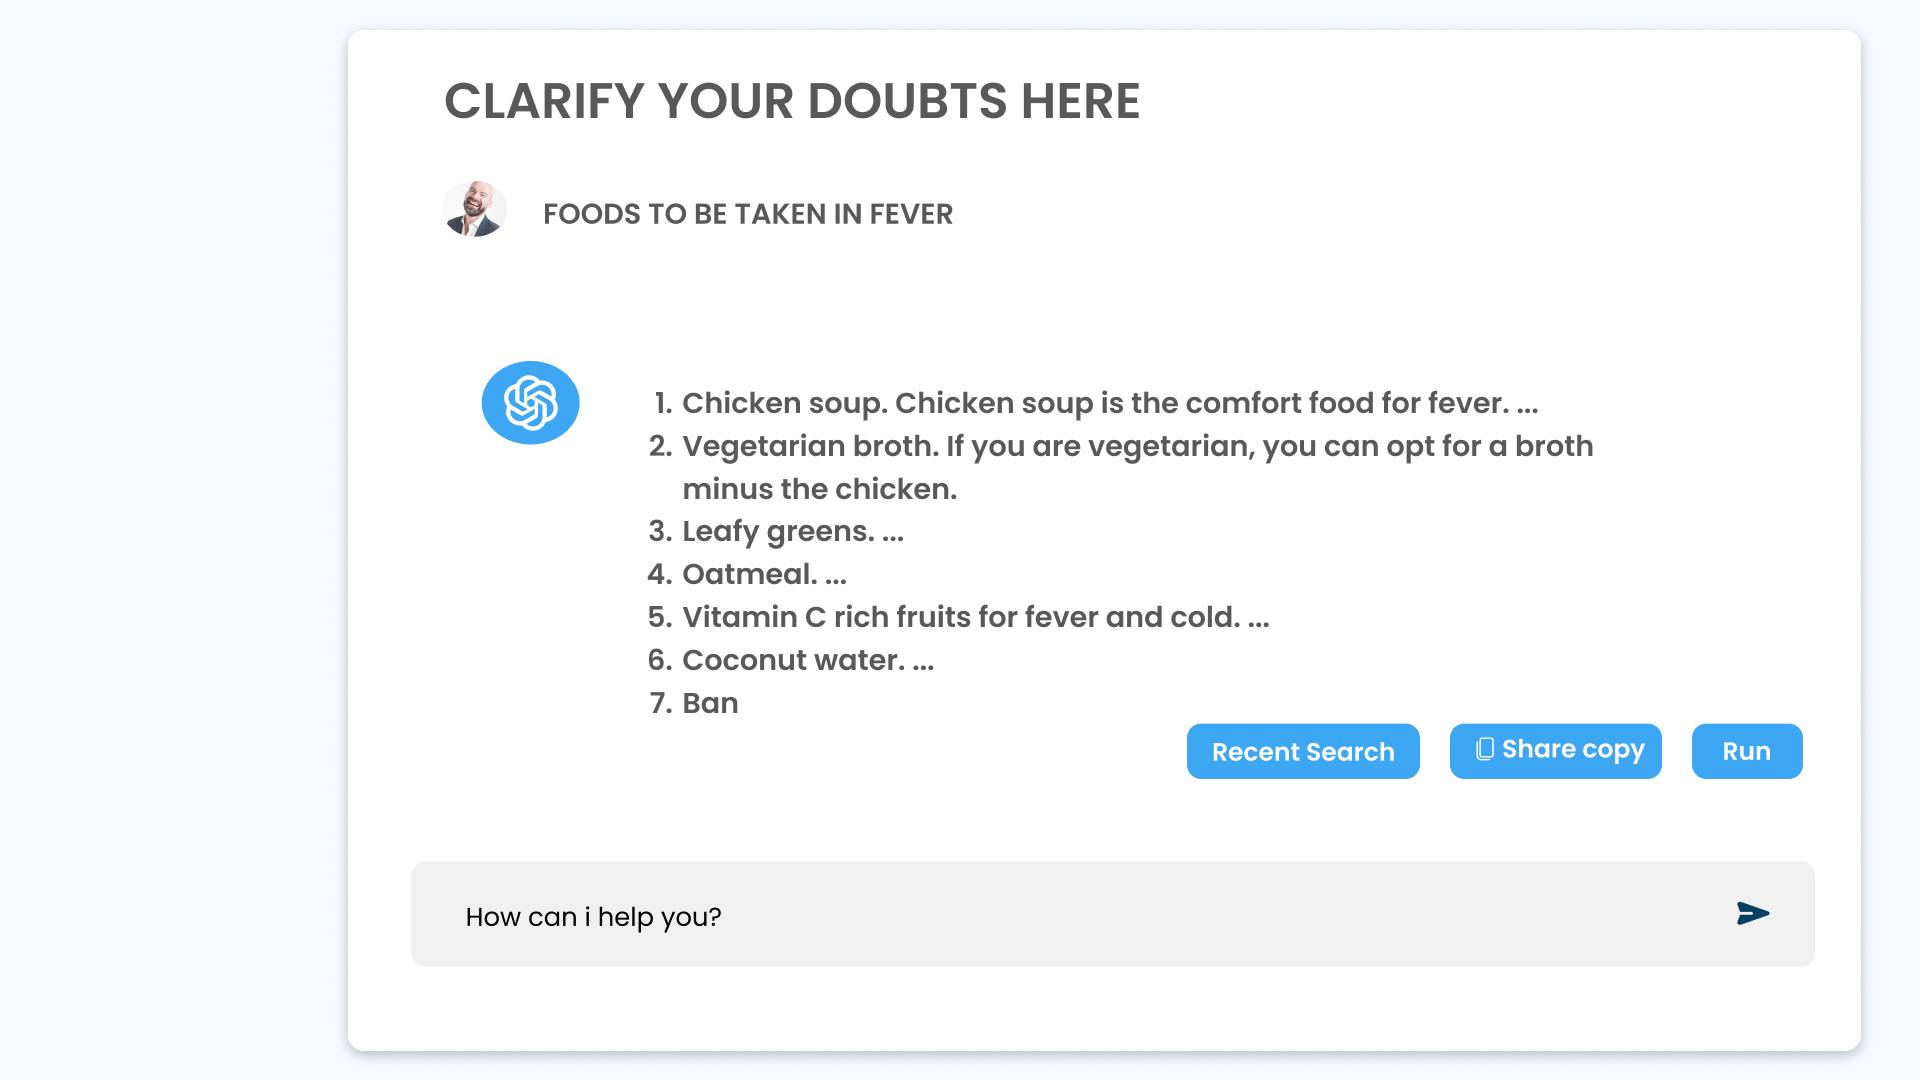 CLARIFY YOUR DOUBTS HERE
FOODS TO BE TAKEN IN FEVER
1. Chicken soup. Chicken soup is the comfort food for fever. ...
2. Vegetarian broth. If you are vegetarian, you can opt for a broth
minus the chicken.
3. Leafy greens. ...
4. Oatmeal. ...
5. Vitamin C rich fruits for fever and cold. ...
6. Coconut water. ...
7. Ban
Recent Search
Share copy
Run
How can i help you?